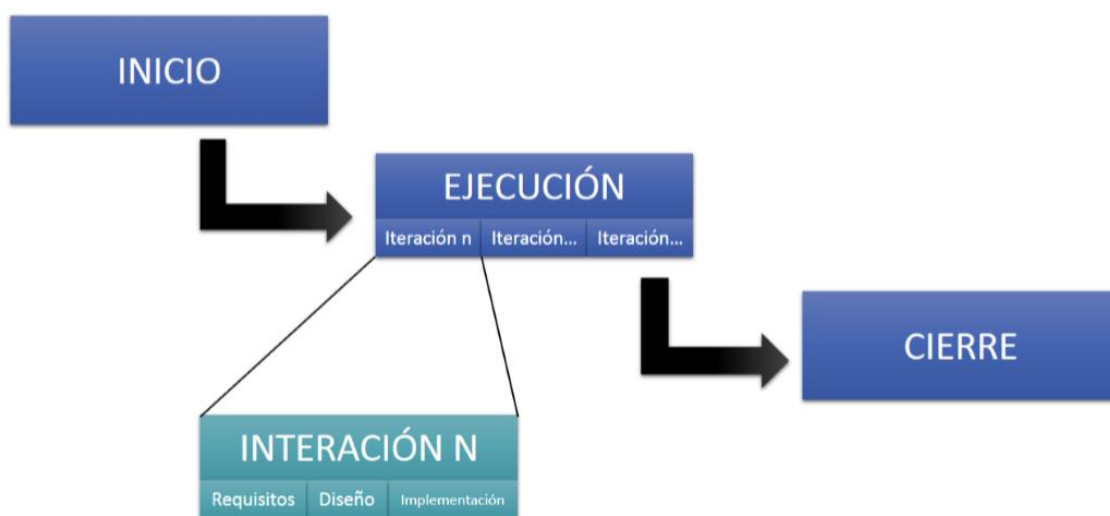 INICIO
EJECUCIÓN
Iteración n Iteración... Iteración...
CIERRE
INTERACIÓN N
Requisitos Diseño Implementación